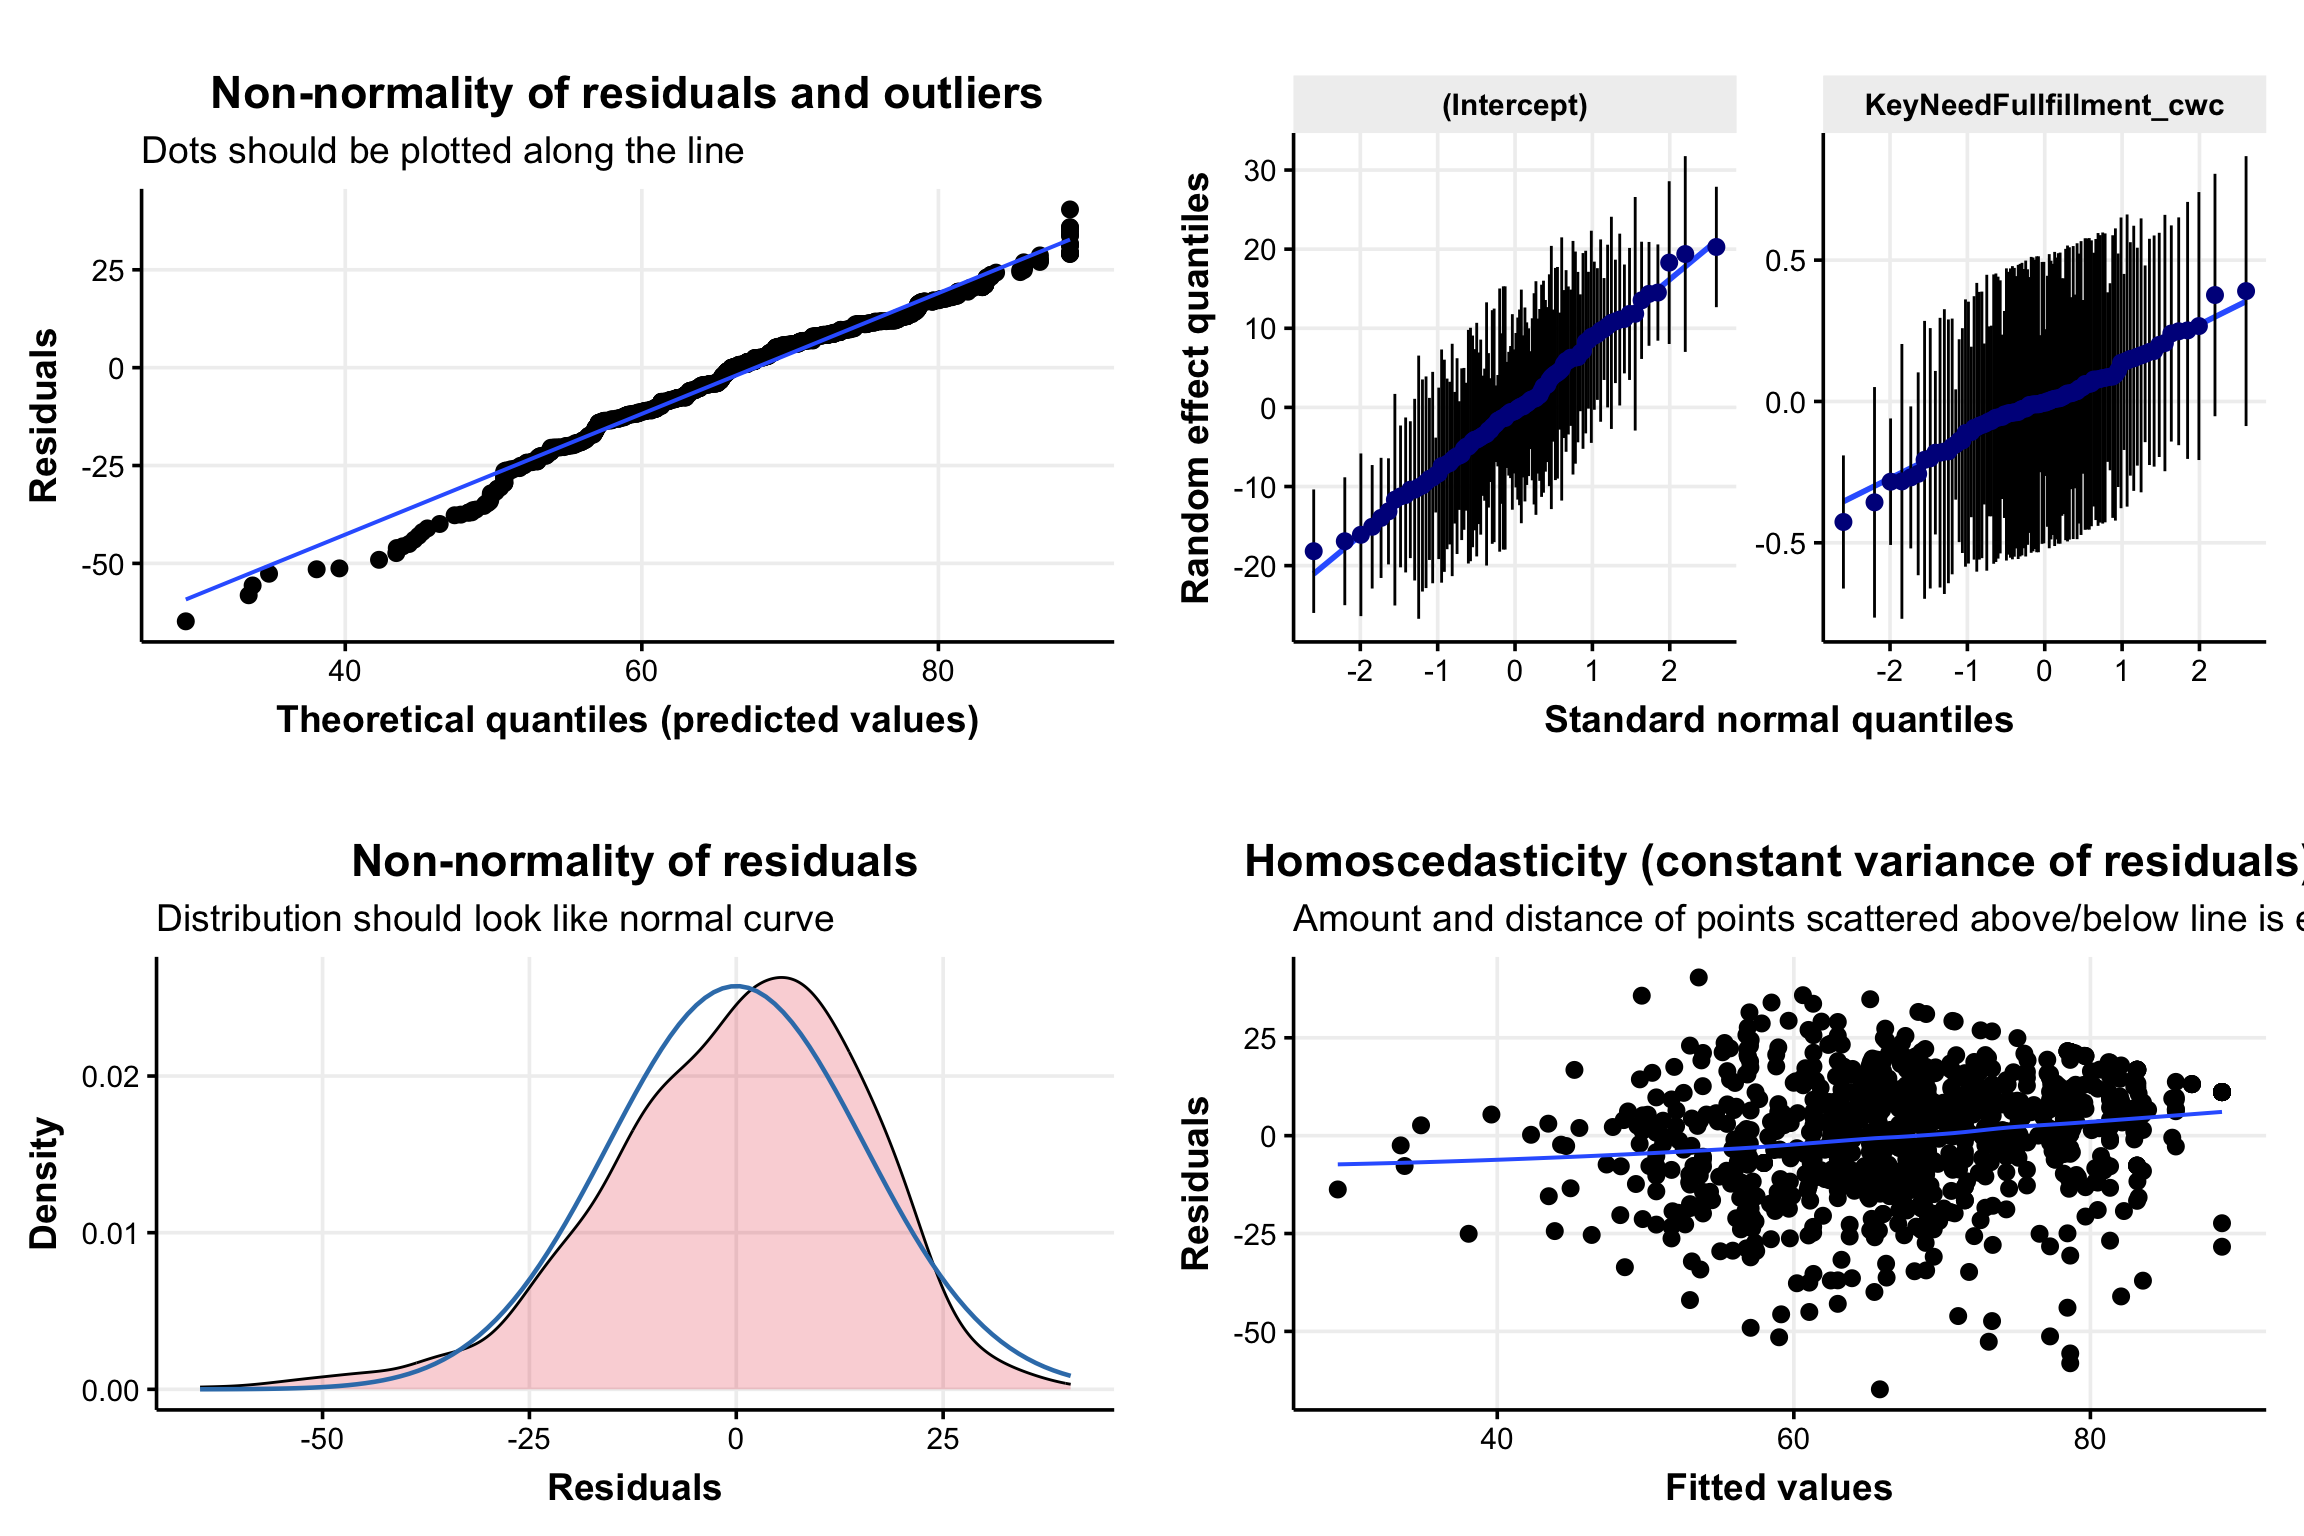 Non-normality of residuals and outliers
Dots should be plotted along the line
Residuals
25
0
-25
-50
40 60 80
Theoretical quantiles (predicted values)
(Intercept) KeyNeedFullfillment_cwc
Random effect quantiles
30
20
10
0
-10
-20
0.5
0.0
-0.5
-2 -1 0 1 2 -2 -1 0 1 2
Standard normal quantiles
Non-normality of residuals
Distribution should look like normal curve
Density
0.02
0.01
0.00
-50 -25 0 25
Residuals
Homoscedasticity (constant variance of residuals)
Amount and distance of points scattered above/below line is e
Residuals
25
0
-25
-50
40 60 80
Fitted values